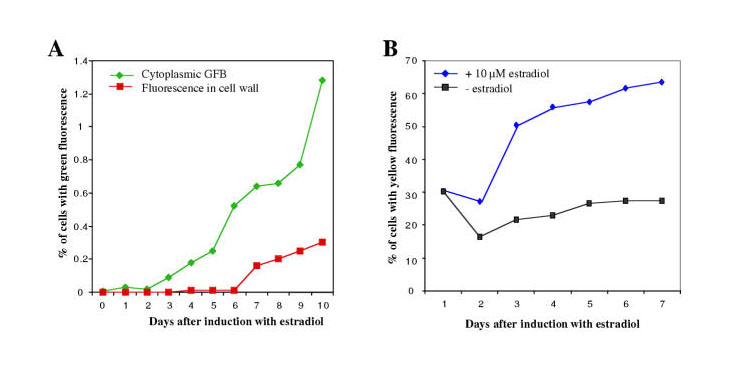 A
1.4
1.2
1
0.8
0.6
0.4
0.2
0
% of cells with green fluorescence
Cytoplasmic GFB
Fluorescence in cell wall
0 1 2 3 4 5 6 7 8 9 10
Days after induction with estradiol
B
70
60
50
40
30
20
10
0
% of cells with yellow fluorescence
+ 10 µM estradiol
- estradiol
1 2 3 4 5 6 7
Days after induction with estradiol